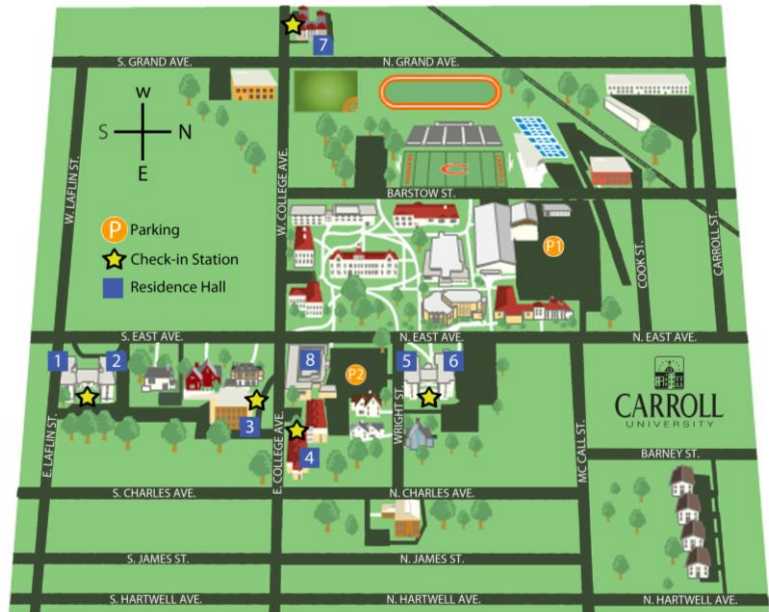 7
S. GRAND AVE.
N. GRAND AVE.
W
S
N
E
W. LAFLIN ST.
W. COLLEGE AVE.
BARSTOW ST.
P Parking
Check-in Station
Residence Hall
P1
COOK ST.
CARROLL ST.
S. EAST AVE.
N. EAST AVE.
N. EAST AVE.
1
2
8
P2
5
6
3
4
E. LAFLIN ST.
E. COLLEGE AVE.
WRIGHT ST.
MC CALL ST.
CARROLL
UNIVERSITY
BARNEY ST.
S. CHARLES AVE.
N. CHARLES AVE.
S. JAMES ST.
N. JAMES ST.
S. HARTWELL AVE.
N. HARTWELL AVE.
N. HARTWELL AVE.